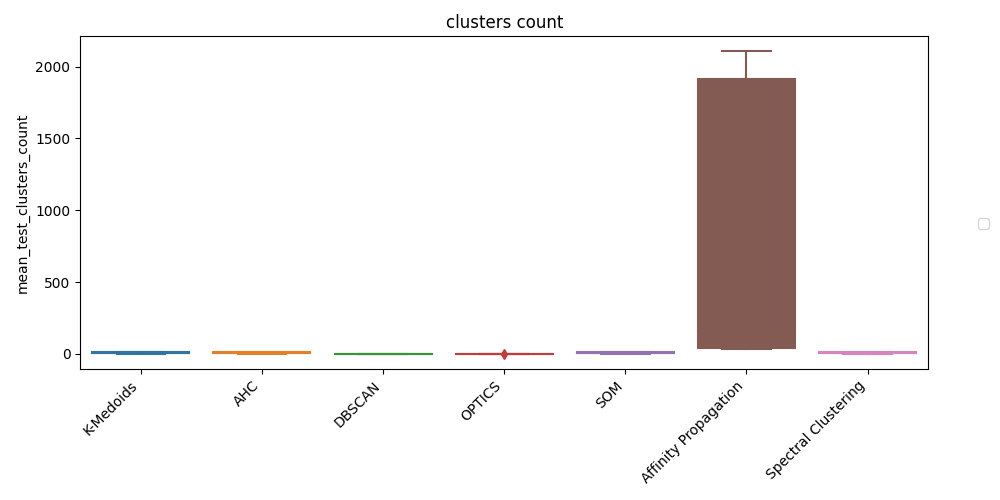 clusters count
mean_test_clusters_count
2000
1500
1000
500
0
K-Medoids
AHC
DBSCAN
OPTICS
SOM
Affinity Propagation
Spectral Clustering